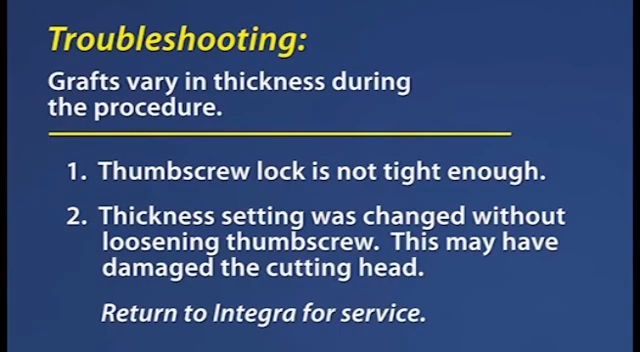 Troubleshooting:
Grafts vary in thickness during
the procedure.
1. Thumbscrew lock is not tight enough.
2. Thickness setting was changed without
loosening thumbscrew. This may have
damaged the cutting head.
Return to Integra for service.